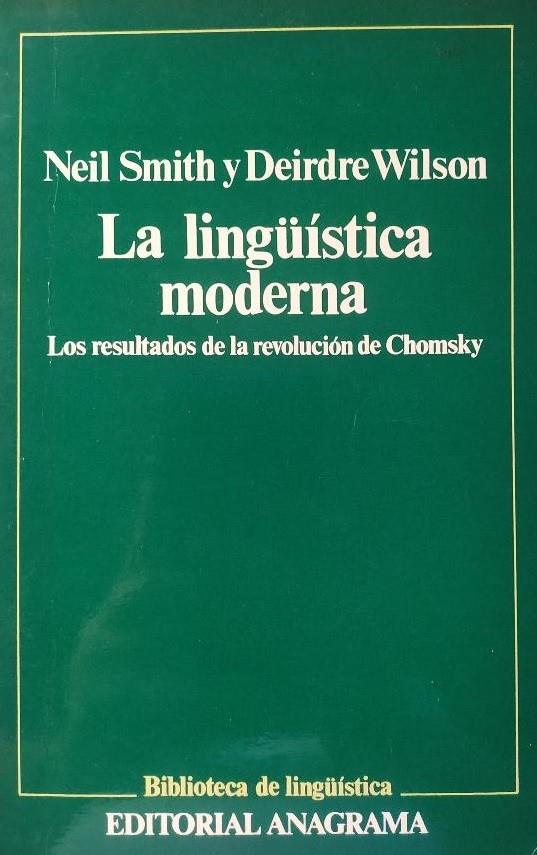 Neil Smith y Deirdre Wilson
La lingüística
moderna
Los resultados de la revolución de Chomsky
Biblioteca de lingüística
EDITORIAL ANAGRAMA